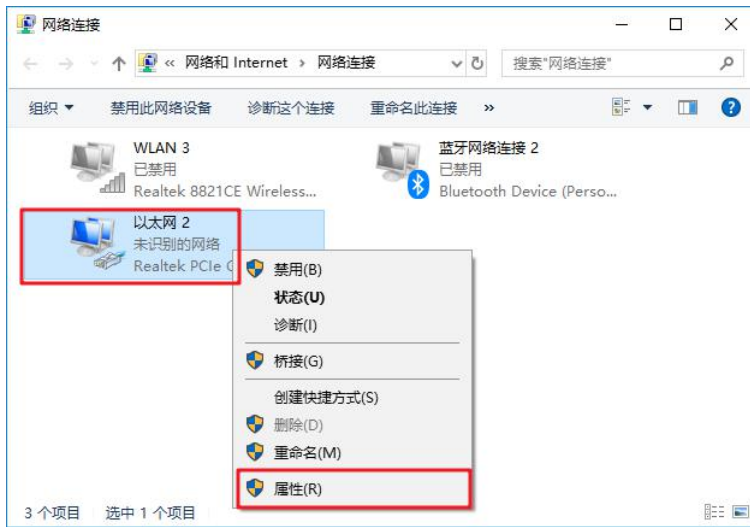 网络连接
« 网络和 Internet › 网络连接
搜索"网络连接"
组织 禁用此网络设备 诊断这个连接 重命名此连接 »
WLAN 3
已禁用
Realtek 8821CE Wireless...
蓝牙网络连接 2
已禁用
Bluetooth Device (Perso...
以太网 2
未识别的网络
Realtek PCIe
禁用(B)
状态(U)
诊断(I)
桥接(G)
创建快捷方式(S)
删除(D)
重命名(M)
属性(R)
3 个项目 选中 1 个项目